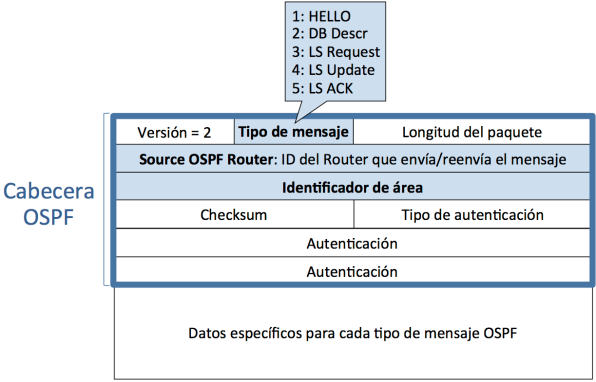 1: HELLO
2: DB Descr
3: LS Request
4: LS Update
5: LS ACK
Versión = 2
Tipo de mensaje
Longitud del paquete
Source OSPF Router: ID del Router que envía/reenvía el mensaje
Identificador de área
Cabecera
OSPF
Checksum
Tipo de autenticación
Autenticación
Autenticación
Datos específicos para cada tipo de mensaje OSPF